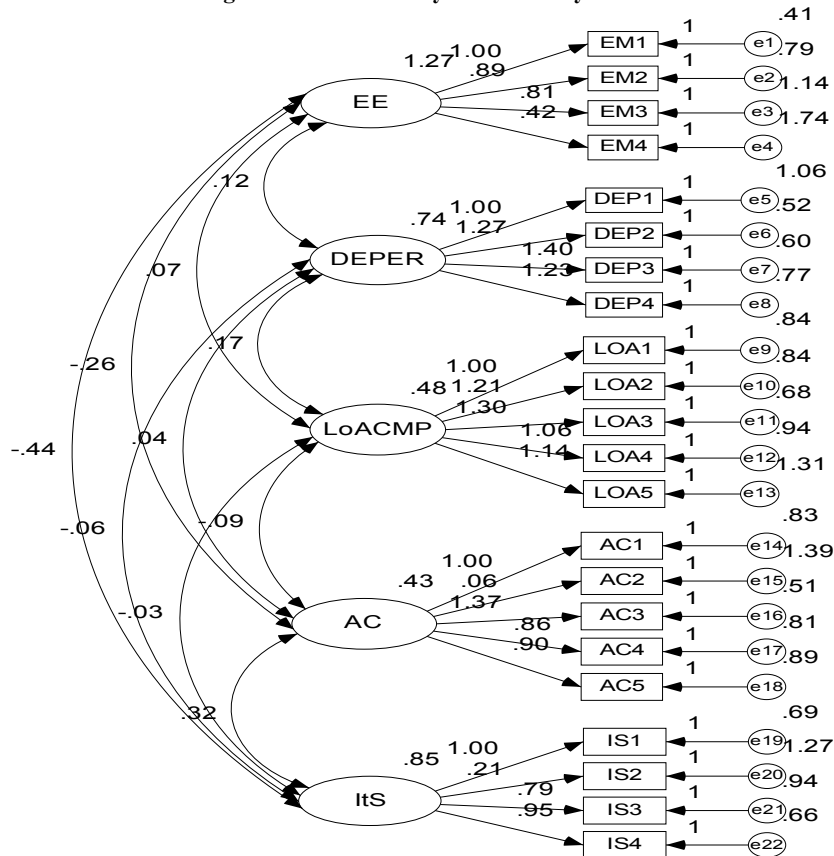 .41
1.27 1.00 EM1 1 e1
.79
.89 EM2 1 e2
1.14
EE .81 EM3 1 e3
1.74
.42 EM4 1 e4
1.06
.12
1.00 DEP1 1 e5
.52
.74 1.27 DEP2 1 e6
.60
DEPER 1.40 DEP3 1 e7
.77
.07 1.23 DEP4 1 e8
.84
.17
1.00 LOA1 1 e9
.84
-.26 .48 1.21 LOA2 1 e10
.68
LoACMP 1.30 LOA3 1 e11
.94
-.44 .04 1.06 LOA4 1 e12
1.31
1.14 LOA5 1 e13
.83
-.06 -.09
1.00 AC1 1 e14
1.39
.43 .06 AC2 1 e15
.51
-.03 AC 1.37 AC3 1 e16
.81
.86 AC4 1 e17
.89
.90 AC5 1 e18
.69
.32
1.00 IS1 1 e19
1.27
.85 .21 IS2 1 e20
.94
ItS .79 IS3 1 e21
.66
.95 IS4 1 e22